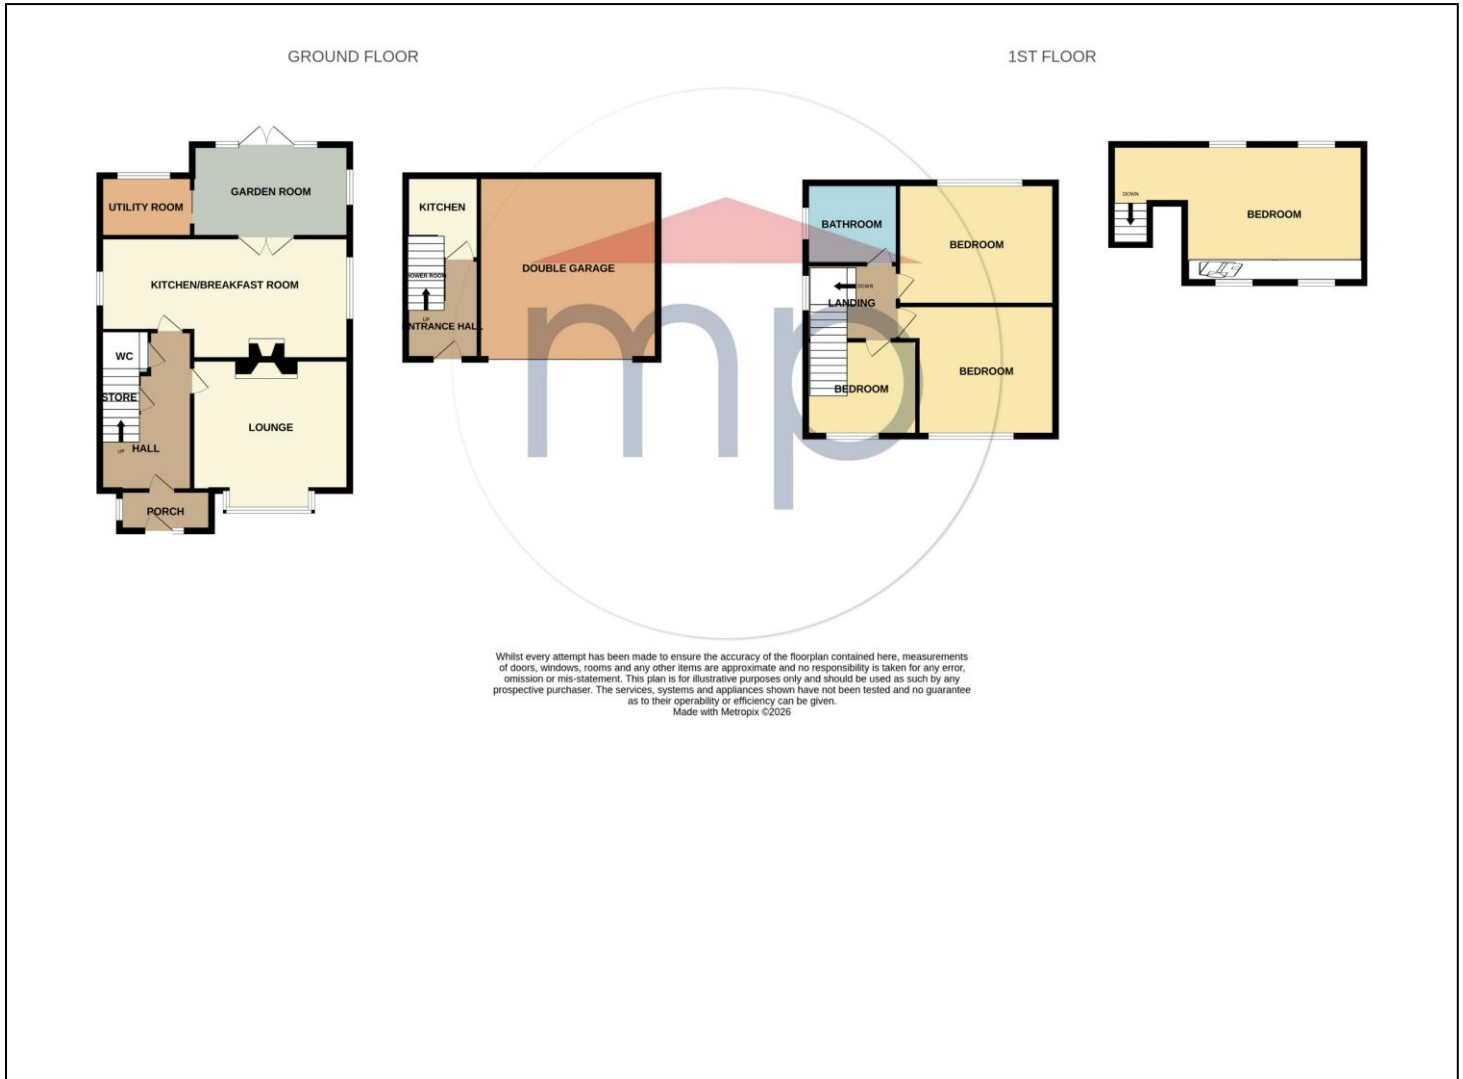 GROUND FLOOR
1ST FLOOR
GARDEN ROOM
UTILITY ROOM
KITCHEN/BREAKFAST ROOM
WC
STORE
UP
HALL
LOUNGE
PORCH
KITCHEN
DOUBLE GARAGE
SHOWER ROOM
UP
ENTRANCE HALL
BATHROOM
BEDROOM
DOWN
LANDING
BEDROOM
BEDROOM
DOWN
BEDROOM
mp
Whilst every attempt has been made to ensure the accuracy of the floorplan contained here, measurements
of doors, windows, rooms and any other items are approximate and no responsibility is taken for any error,
omission or mis-statement. This plan is for illustrative purposes only and should be used as such by any
prospective purchaser. The services, systems and appliances shown have not been tested and no guarantee
as to their operability or efficiency can be given.
Made with Metropix ©2026